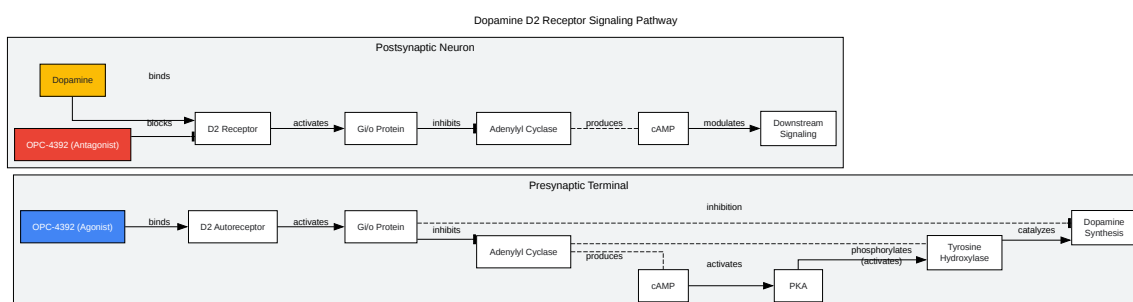 Dopamine D2 Receptor Signaling Pathway
Postsynaptic Neuron
Dopamine
binds
blocks
OPC-4392 (Antagonist)
D2 Receptor
activates
Gi/o Protein
inhibits
Adenylyl Cyclase
produces
cAMP
modulates
Downstream
Signaling
Presynaptic Terminal
OPC-4392 (Agonist)
binds
D2 Autoreceptor
activates
Gi/o Protein
inhibition
inhibits
Adenylyl Cyclase
produces
cAMP
activates
PKA
phosphorylates
(activates)
Tyrosine
Hydroxylase
catalyzes
Dopamine
Synthesis